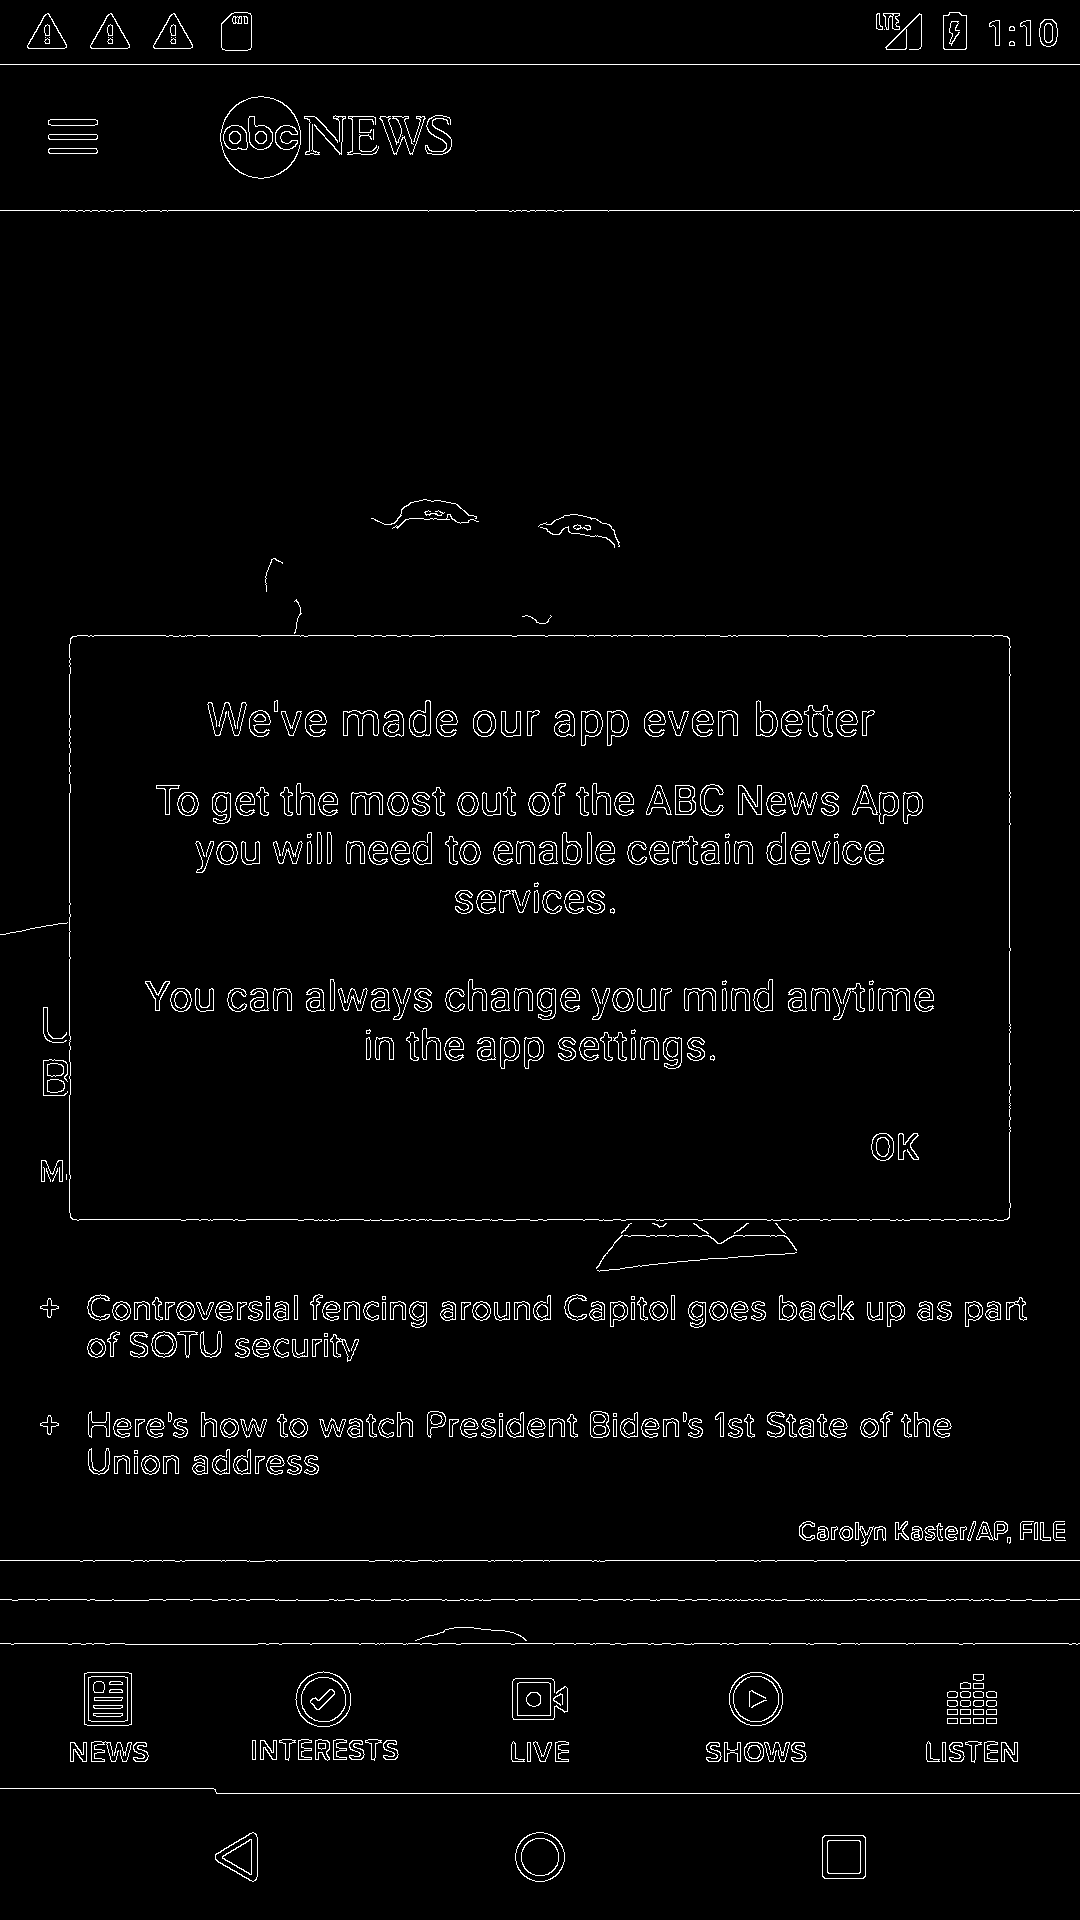 LTE 1:10
abc NEWS
We've made our app even better
To get the most out of the ABC News App
you will need to enable certain device
services.
You can always change your mind anytime
in the app settings.
U
B
M
OK
+ Controversial fencing around Capitol goes back up as part
of SOTU security
+ Here's how to watch President Biden's 1st State of the
Union address
Carolyn Kaster/AP, FILE
NEWS INTERESTS LIVE SHOWS LISTEN